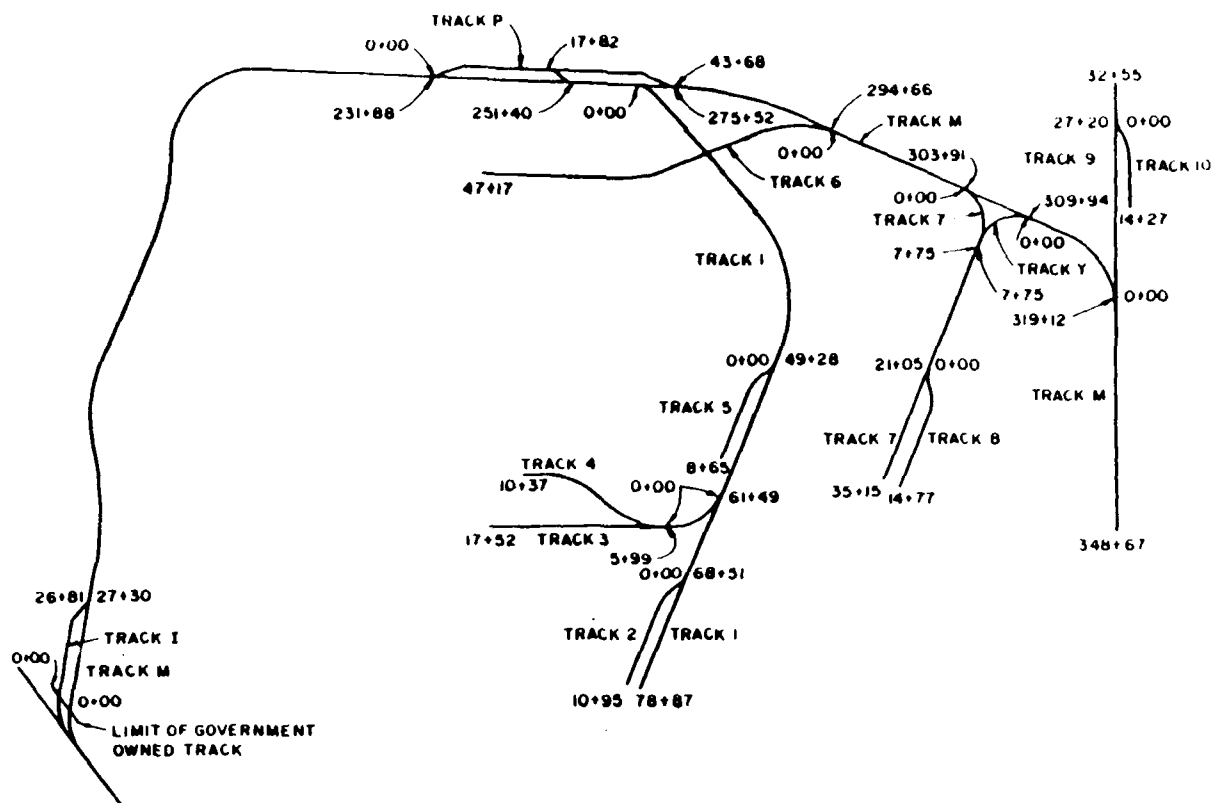 TRACK P
17+82
0+00
43+68
32+55
231+88
251+40
0+00
275+52
294+66
TRACK M
27+20
0+00
0+00
303+91
TRACK 9
TRACK 10
47+17
TRACK 6
0+00
309+94
TRACK 7
14+27
0+00
TRACK 1
7+75
TRACK Y
7+75
0+00
319+12
0+00
49+28
21+05
0+00
TRACK M
TRACK 5
TRACK 7
TRACK 8
TRACK 4
8+65
10+37
0+00
61+49
35+15
14+77
17+52
TRACK 3
5+99
348+67
0+00
68+51
26+81
27+30
TRACK I
TRACK 2
TRACK 1
0+00
TRACK M
0+00
10+95
78+87
LIMIT OF GOVERNMENT
OWNED TRACK